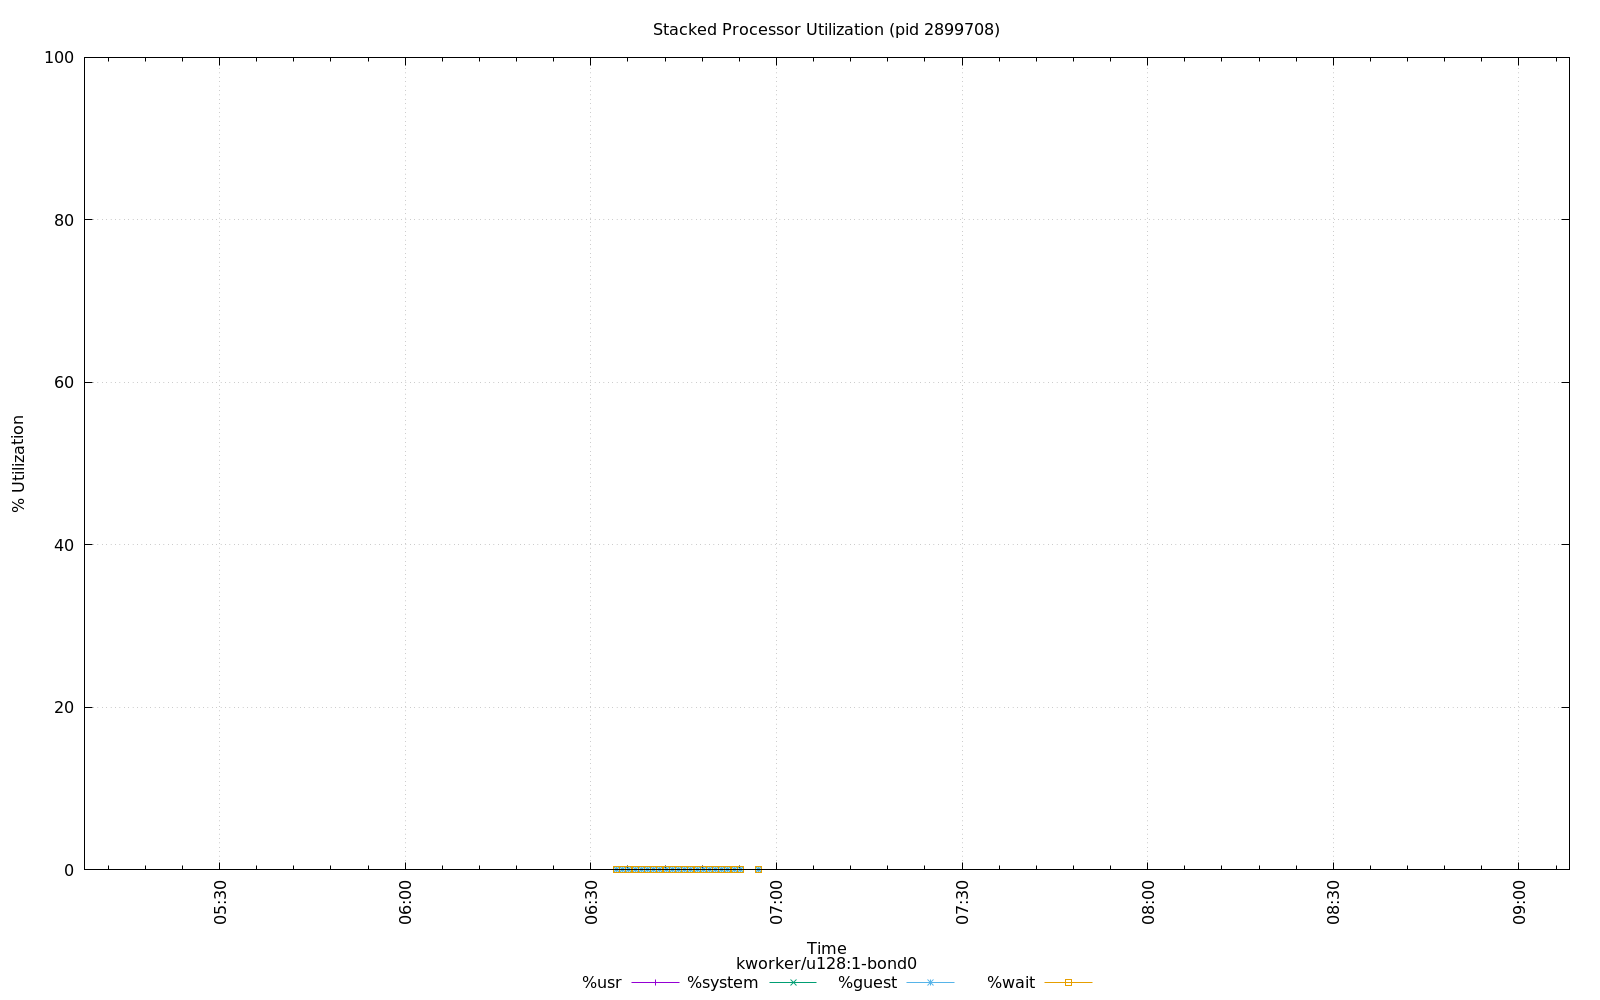 Stacked Processor Utilization (pid 2899708)
100
80
60
40
20
0
% Utilization
05:30 06:00 06:30 07:00 07:30 08:00 08:30 09:00
Time
kworker/u128:1-bond0
%usr %system %guest %wait